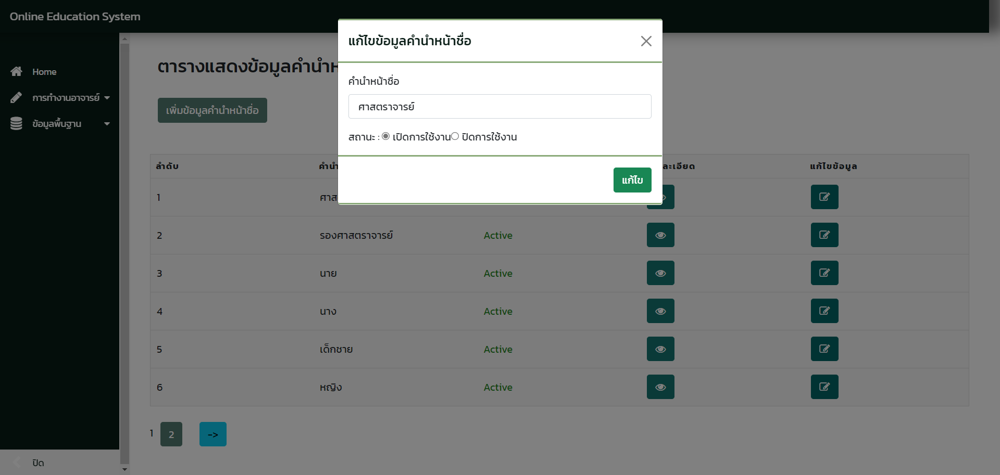 Online Education System
แก้ไขข้อมูลคำนำหน้าชื่อ
Home
การทำงานอาจารย์
ข้อมูลพื้นฐาน
ปิด
ตารางแสดงข้อมูลคำนำห
เพิ่มข้อมูลคำนำหน้าชื่อ
คำนำหน้าชื่อ
ศาสตราจารย์
สถานะ : เปิดการใช้งาน ปิดการใช้งาน
แก้ไข
ลำดับ คำนำ ละเอียด แก้ไขข้อมูล
1 ศาส
2 รองศาสตราจารย์ Active
3 นาย Active
4 นาง Active
5 เด็กชาย Active
6 หญิง Active
1 2 ->